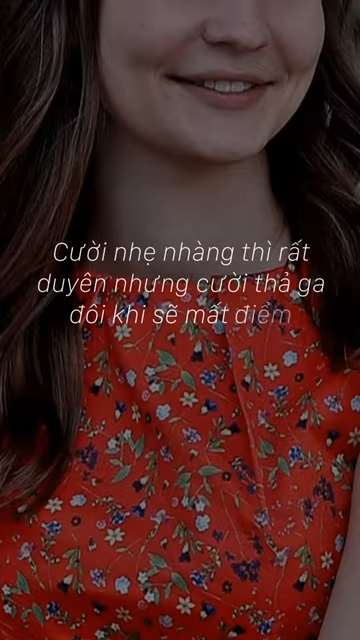 Cười nhẹ nhàng thì rất
duyên nhưng cười thả ga
đôi khi sẽ mất điểm